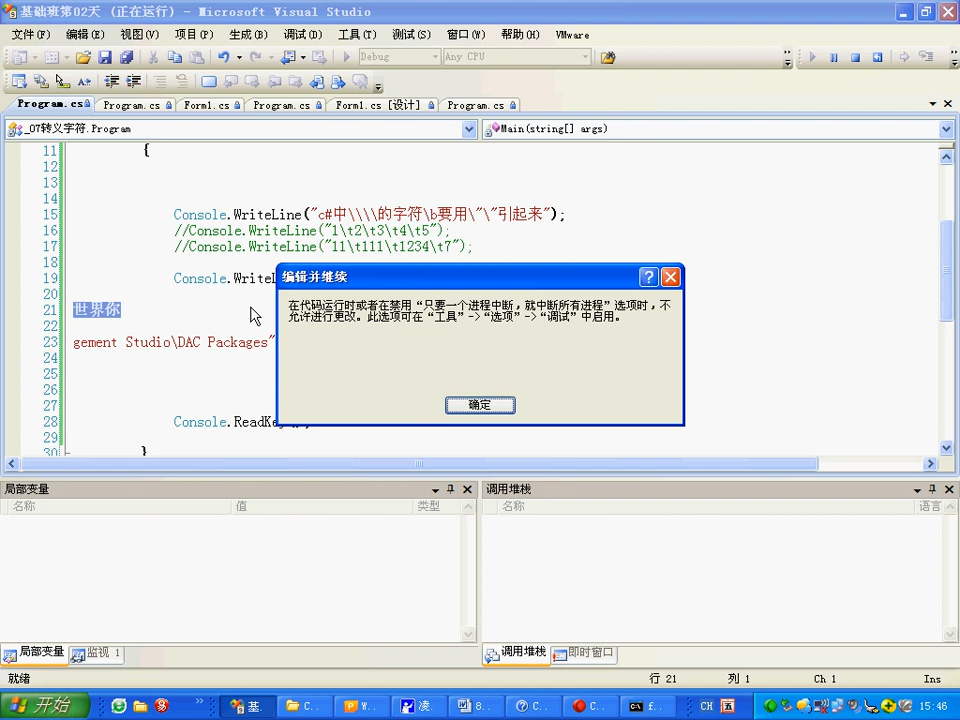 基础班第02天 (正在运行) - Microsoft Visual Studio
文件(F) 编辑(E) 视图(V) 项目(P) 生成(B) 调试(D) 工具(T) 测试(S) 窗口(W) 帮助(H) VMware
Debug Any CPU
Program.cs Program.cs Form1.cs Program.cs Form1.cs [设计] Program.cs
_07转义字符.Program Main(string[] args)
11 {
12
13
14
15 Console.WriteLine("c#中\\\\的字符\b要用\"\"引起来");
16 //Console.WriteLine("1\t2\t3\t4\t5");
17 //Console.WriteLine("11\t111\t1234\t7");
18
19 Console.WriteL
20
21 世界你
22
23 gement Studio\DAC Packages"
24
25
26
27
28 Console.ReadKe
29
30 }
编辑并继续
在代码运行时或者在禁用“只要一个进程中断，就中断所有进程”选项时，不
允许进行更改。此选项可在“工具”->“选项”->“调试”中启用。
确定
局部变量 调用堆栈
名称 值 类型 名称 语言
局部变量 监视 1 调用堆栈 即时窗口
就绪 行 21 列 1 Ch 1 Ins
开始 基. C.. W.. 凌. 8.. C.. C.. f.. CH 五 15:46